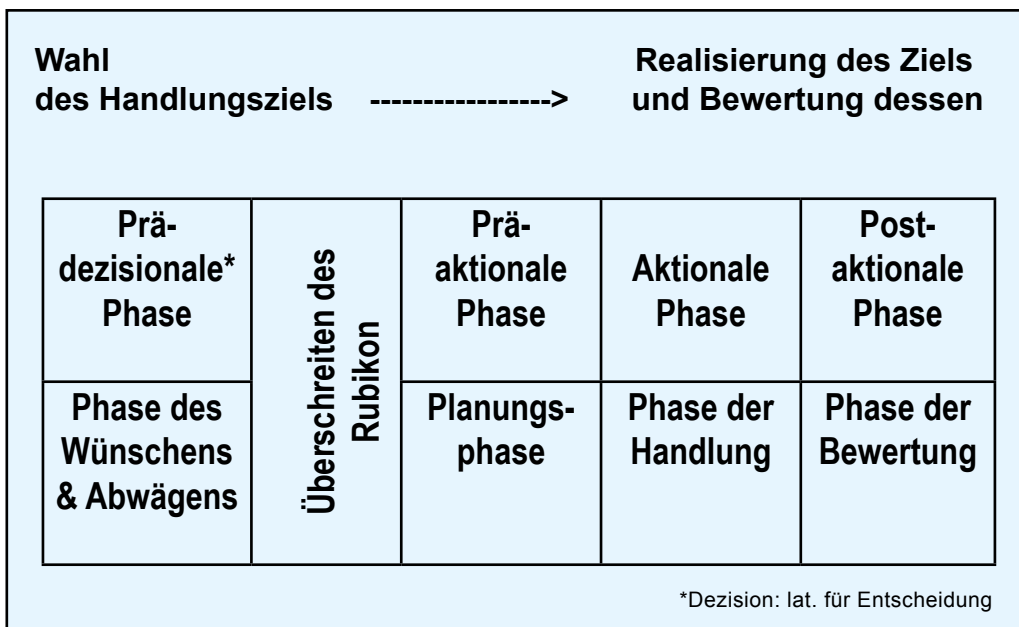 Wahl
des Handlungsziels ----------------->
Realisierung des Ziels
und Bewertung dessen
Prä-
dezisionale*
Phase
Phase des
Wünschens
& Abwägens
Überschreiten des
Rubikon
Prä-
aktionale
Phase
Planungs-
phase
Aktionale
Phase
Phase der
Handlung
Post-
aktionale
Phase
Phase der
Bewertung
*Dezision: lat. für Entscheidung